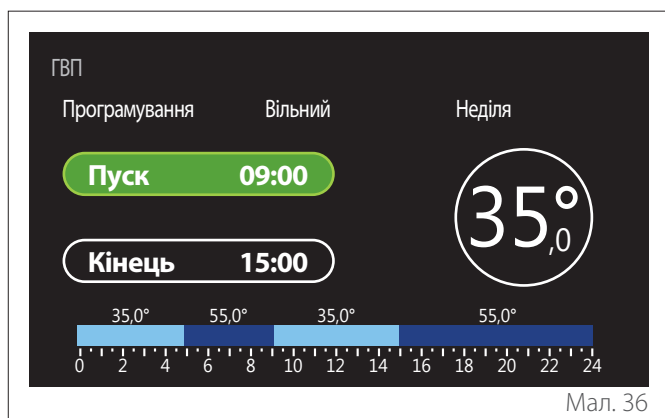 ГВП
Програмування Вільний Неділя
Пуск 09:00
35,0°
Кінець 15:00
35,0° 55,0° 35,0° 55,0°
0 2 4 6 8 10 12 14 16 18 20 22 24
Мал. 36